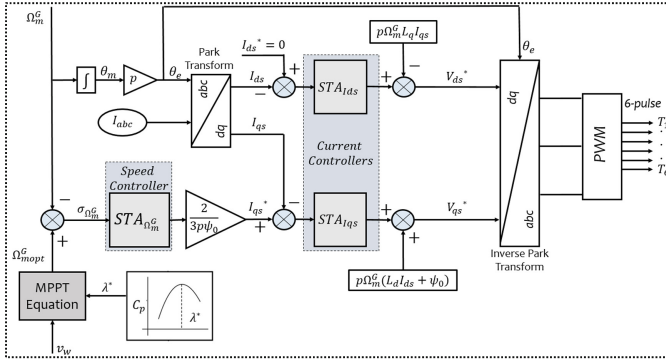 Ω_m^G
θ_m
θ_e
∫
p
Park
Transform
I_ds^* = 0
pΩ_m^G L_q I_qs
θ_e
abc
dq
I_ds
+
−
STA_Ids
+
−
V_ds^*
dq
abc
6-pulse
PWM
I_abc
I_qs
Current
Controllers
Speed
Controller
−
+
σ_Ω_m^G
STA_Ω_m^G
2
3pψ_0
I_qs^*
−
+
STA_Iqs
+
+
V_qs^*
Inverse Park
Transform
Ω_mopt^G
pΩ_m^G(L_d I_ds + ψ_0)
MPPT
Equation
λ^*
C_p
λ^*
v_w